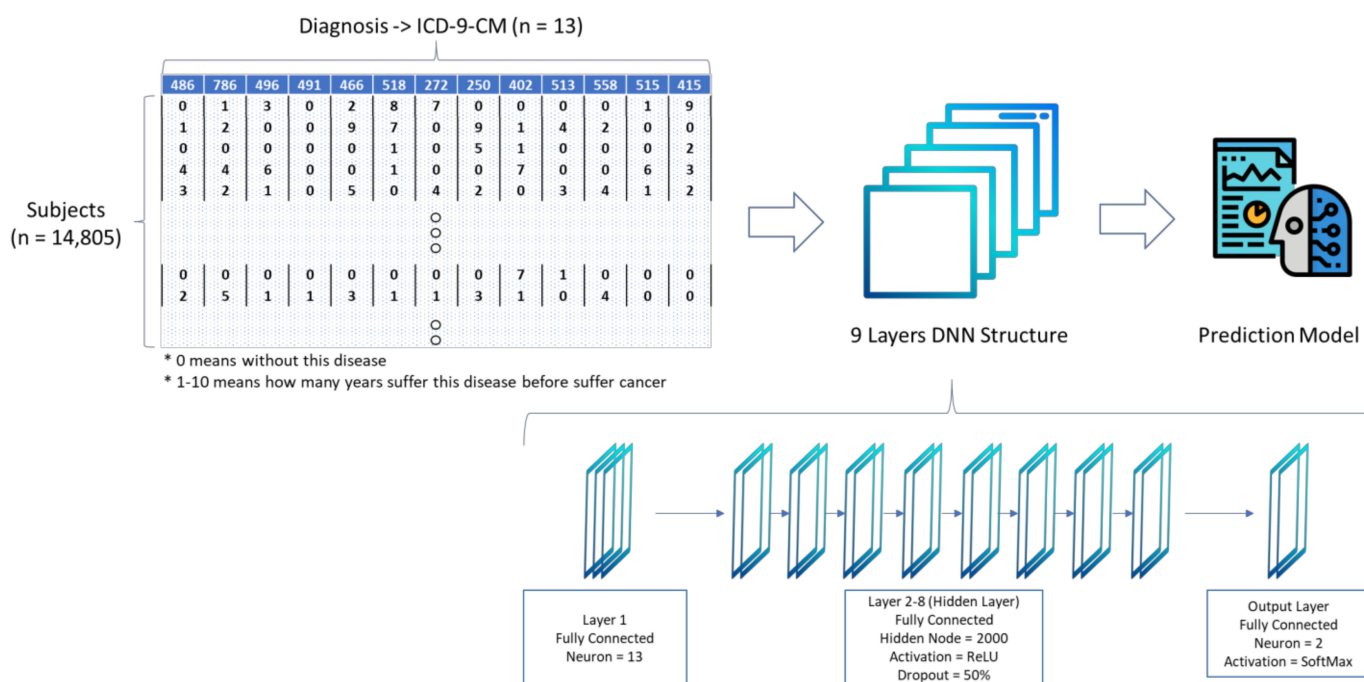 Diagnosis -> ICD-9-CM (n = 13)
486 786 496 491 466 518 272 250 402 513 558 515 415
0 1 3 0 2 8 7 0 0 0 0 1 9
1 2 0 0 9 7 0 9 1 4 2 0 0
0 0 0 0 0 1 0 5 1 0 0 0 2
4 4 6 0 0 1 0 0 7 0 0 6 3
3 2 1 0 5 0 4 2 0 3 4 1 2
Subjects
(n = 14,805)
0 0 0 0 0 0 0 0 7 1 0 0 0
2 5 1 1 3 1 1 3 1 0 4 0 0
* 0 means without this disease
* 1-10 means how many years suffer this disease before suffer cancer
9 Layers DNN Structure
Prediction Model
Layer 1
Fully Connected
Neuron = 13
Layer 2-8 (Hidden Layer)
Fully Connected
Hidden Node = 2000
Activation = ReLU
Dropout = 50%
Output Layer
Fully Connected
Neuron = 2
Activation = SoftMax